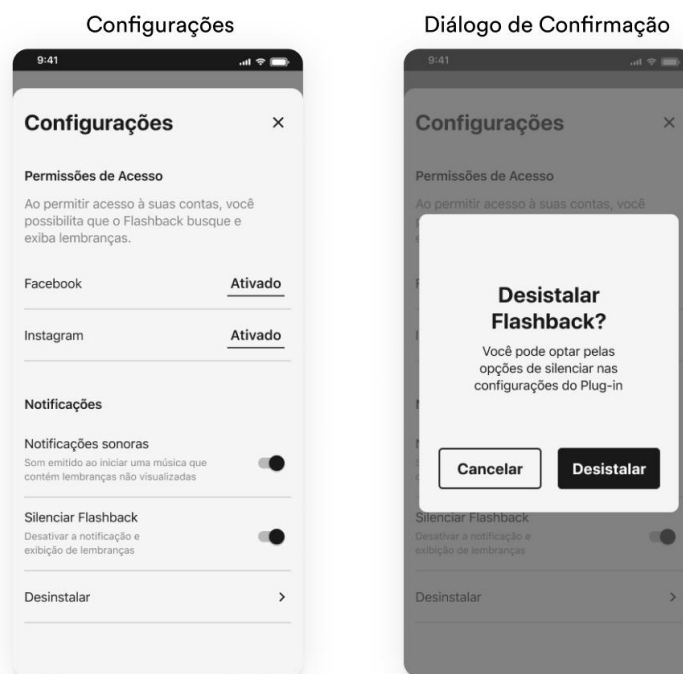 Configurações
9:41
Configurações
Permissões de Acesso
Ao permitir acesso à suas contas, você
possibilita que o Flashback busque e
exiba lembranças.
Facebook
Ativado
Instagram
Ativado
Notificações
Notificações sonoras
Som emitido ao iniciar uma música que
contém lembranças não visualizadas
Silenciar Flashback
Desativar a notificação e
exibição de lembranças
Desinstalar
Diálogo de Confirmação
9:41
Configurações
Permissões de Acesso
Ao permitir acesso à suas contas, você
Desistalar
Flashback?
Você pode optar pelas
opções de silenciar nas
configurações do Plug-in
Cancelar
Desistalar
Silenciar Flashback
Desativar a notificação e
exibição de lembranças
Desinstalar